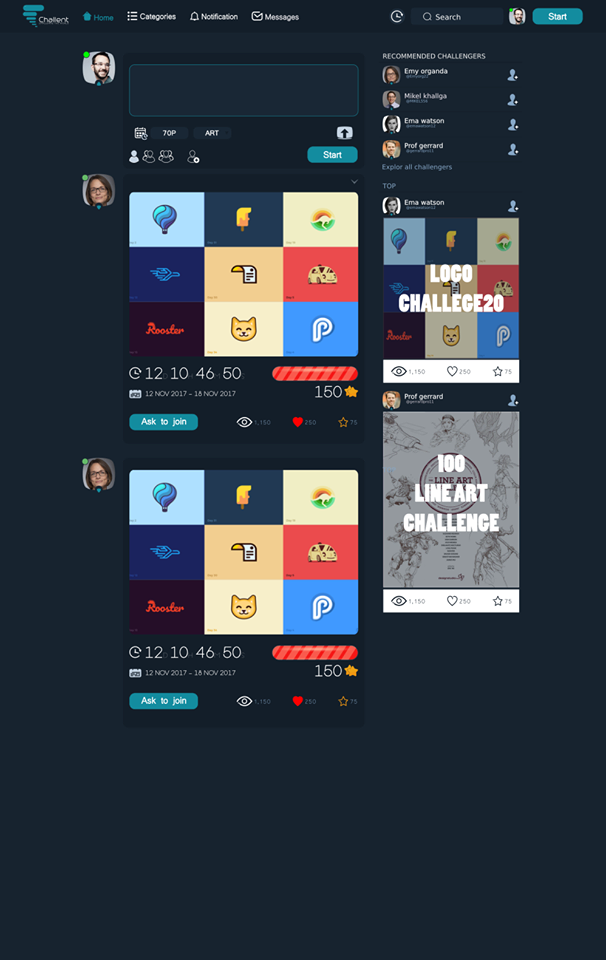 Challent
Home
Categories
Notification
Messages
Search
Start
70P
ART
Start
Rooster
12 10 46 50
150
12 NOV 2017 – 18 NOV 2017
Ask to join
1,150
250
75
Rooster
12 10 46 50
150
12 NOV 2017 – 18 NOV 2017
Ask to join
1,150
250
75
RECOMMENDED CHALLENGERS
Emy organda
Mikel khallga
Ema watson
Prof gerrard
Explor all challengers
TOP
Ema watson
LOGO
CHALLEGE20
Rooster
1,150
250
75
Prof gerrard
100
LINE ART
LINE ART
CHALLENGE
1,150
250
75